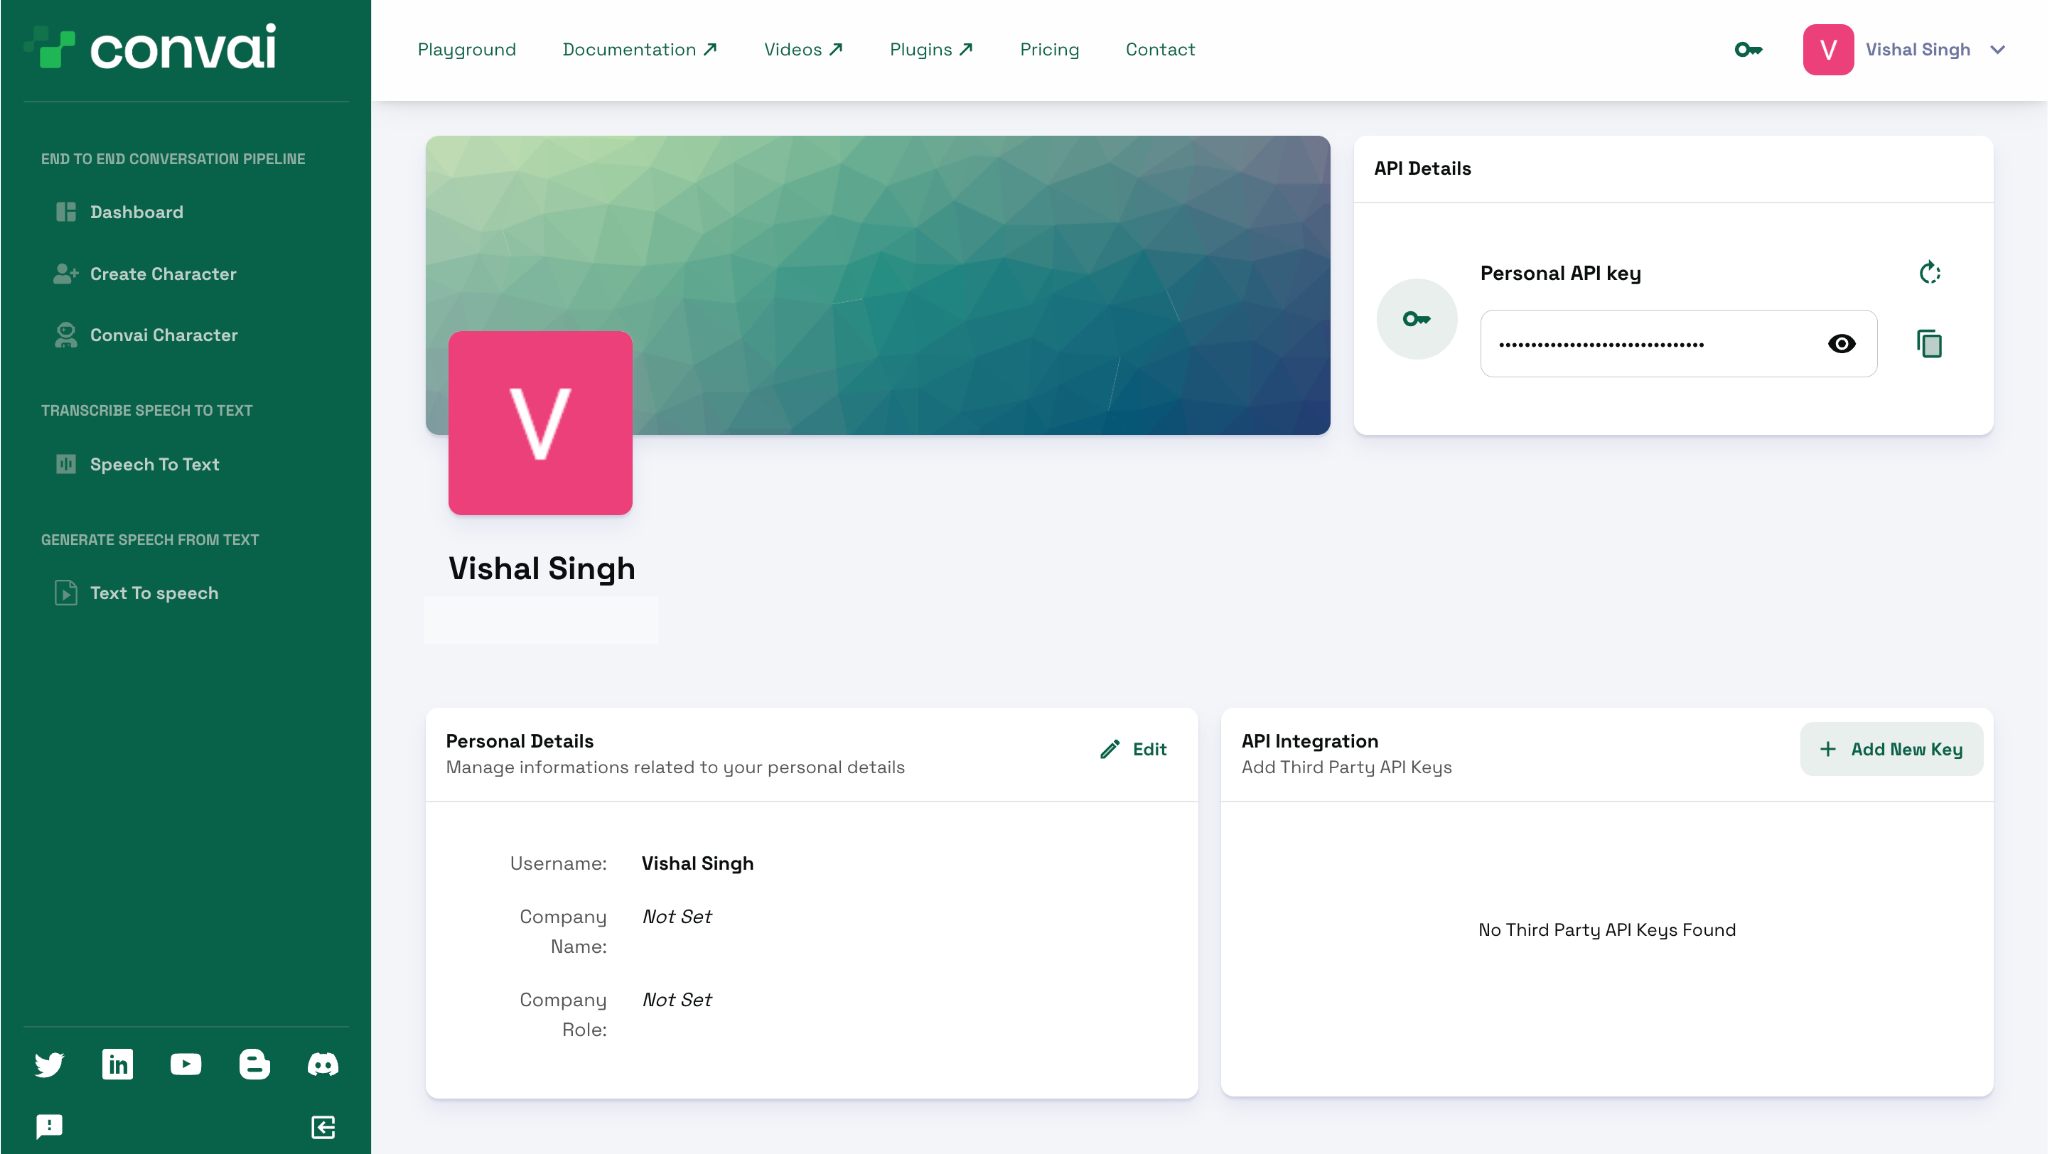 convai
Playground
Documentation
Videos
Plugins
Pricing
Contact
V
Vishal Singh
END TO END CONVERSATION PIPELINE
Dashboard
Create Character
Convai Character
TRANSCRIBE SPEECH TO TEXT
Speech To Text
GENERATE SPEECH FROM TEXT
Text To speech
API Details
Personal API key
V
Vishal Singh
Personal Details
Manage informations related to your personal details
Edit
Username: Vishal Singh
Company Name: Not Set
Company Role: Not Set
API Integration
Add Third Party API Keys
Add New Key
No Third Party API Keys Found
in